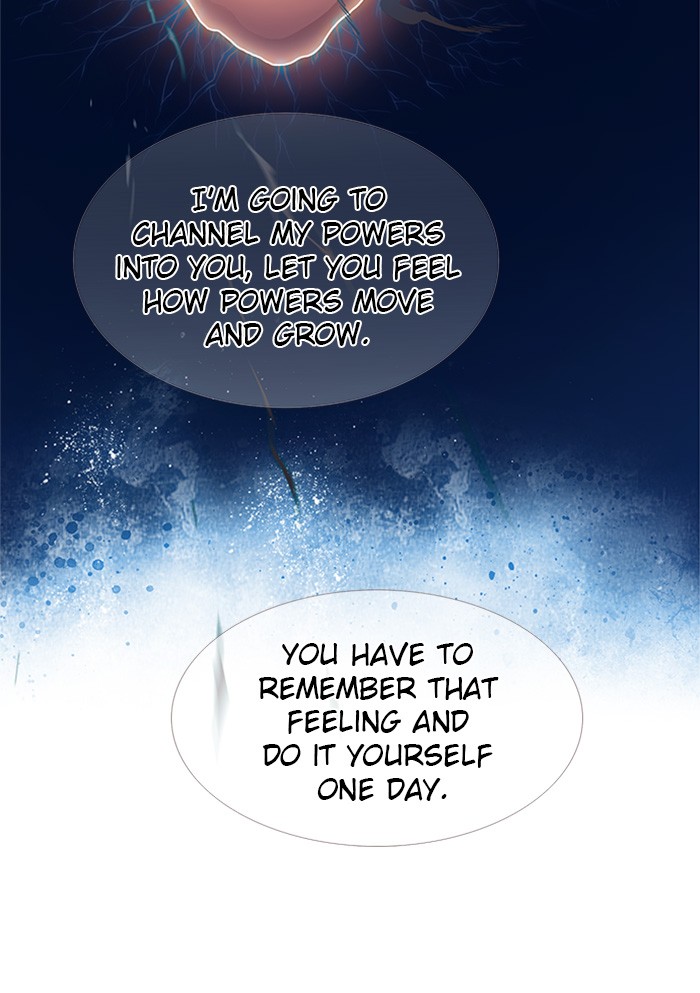 I'M GOING TO
CHANNEL MY POWERS
INTO YOU, LET YOU FEEL
HOW POWERS MOVE
AND GROW.
YOU HAVE TO
REMEMBER THAT
FEELING AND
DO IT YOURSELF
ONE DAY.